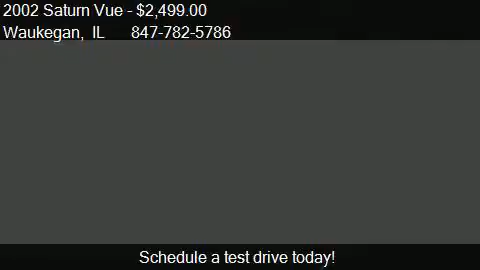 2002 Saturn Vue - $2,499.00
Waukegan, IL 847-782-5786
Schedule a test drive today!